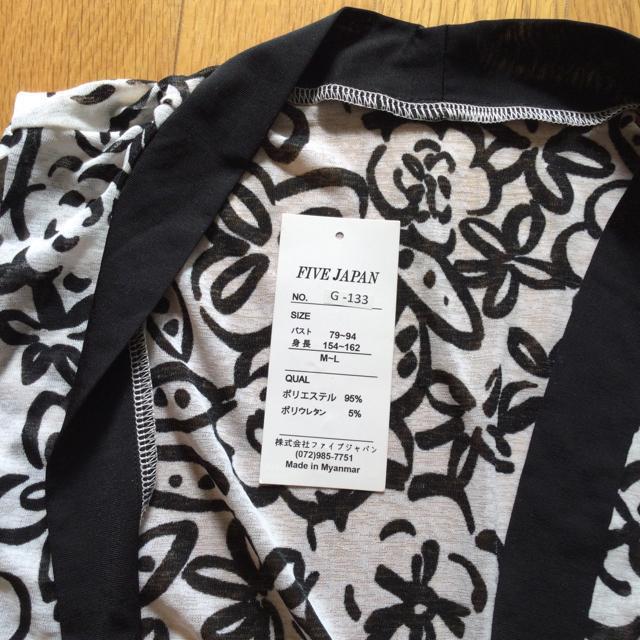 FIVE JAPAN
NO. G-133
SIZE
バスト 79~94
身長 154~162
M~L
QUAL
ポリエステル 95%
ポリウレタン 5%
株式会社ファイブジャパン
(072)985-7751
Made in Myanmar